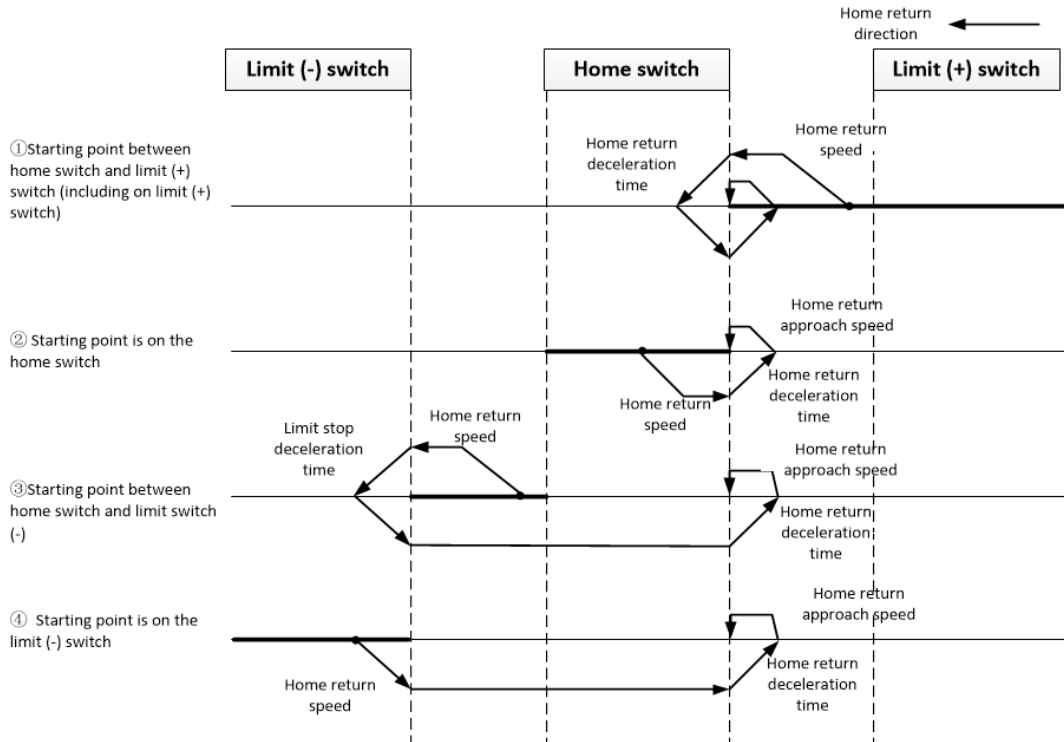 Home return
direction
Limit (-) switch
Home switch
Limit (+) switch
①Starting point between
home switch and limit (+)
switch (including on limit (+)
switch)
Home return
deceleration
time
Home return
speed
② Starting point is on the
home switch
Home return
approach speed
Home return
speed
Home return
deceleration
time
③Starting point between
home switch and limit switch
(-)
Limit stop
deceleration
time
Home return
speed
Home return
approach speed
Home return
deceleration
time
④ Starting point is on the
limit (-) switch
Home return
speed
Home return
approach speed
Home return
deceleration
time